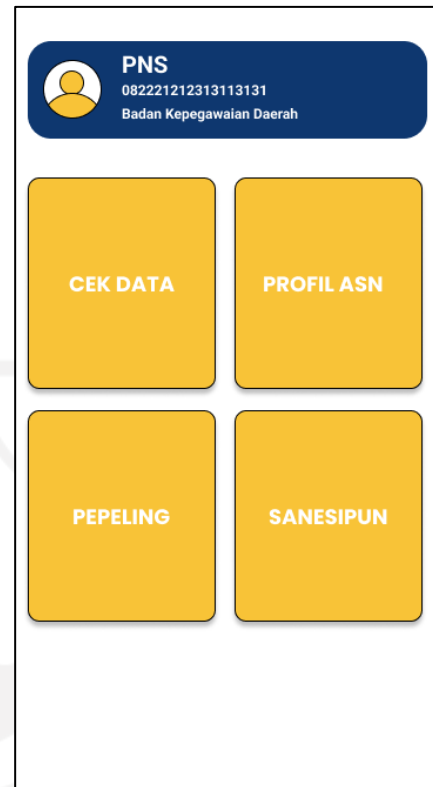 PNS
082221212313113131
Badan Kepegawaian Daerah
CEK DATA
PROFIL ASN
PEPELING
SANESIPUN